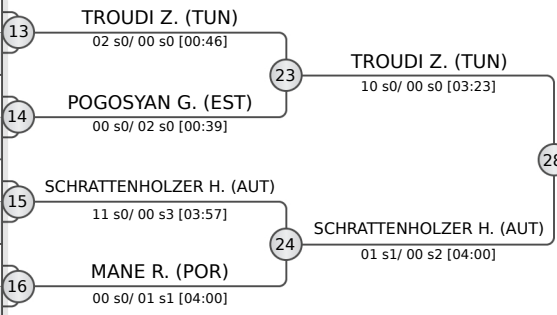 TROUDI Z. (TUN)
13
02 s0/ 00 s0 [00:46]
23
TROUDI Z. (TUN)
10 s0/ 00 s0 [03:23]
POGOSYAN G. (EST)
14
00 s0/ 02 s0 [00:39]
28
SCHRATTENHOLZER H. (AUT)
15
11 s0/ 00 s3 [03:57]
24
SCHRATTENHOLZER H. (AUT)
01 s1/ 00 s2 [04:00]
MANE R. (POR)
16
00 s0/ 01 s1 [04:00]